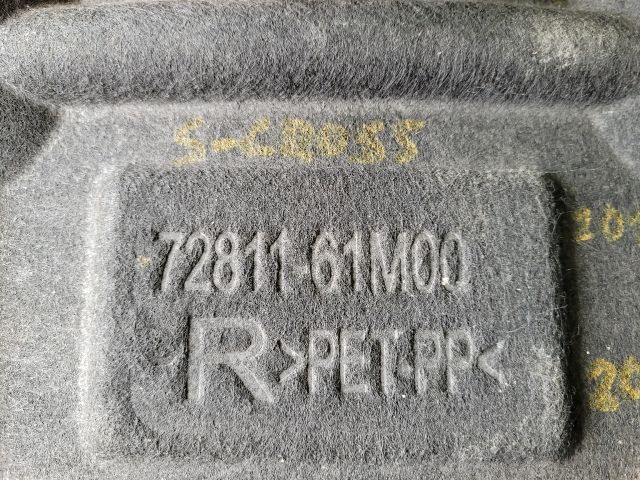 S-CROSS
72811-61M00
R >PET-PP<